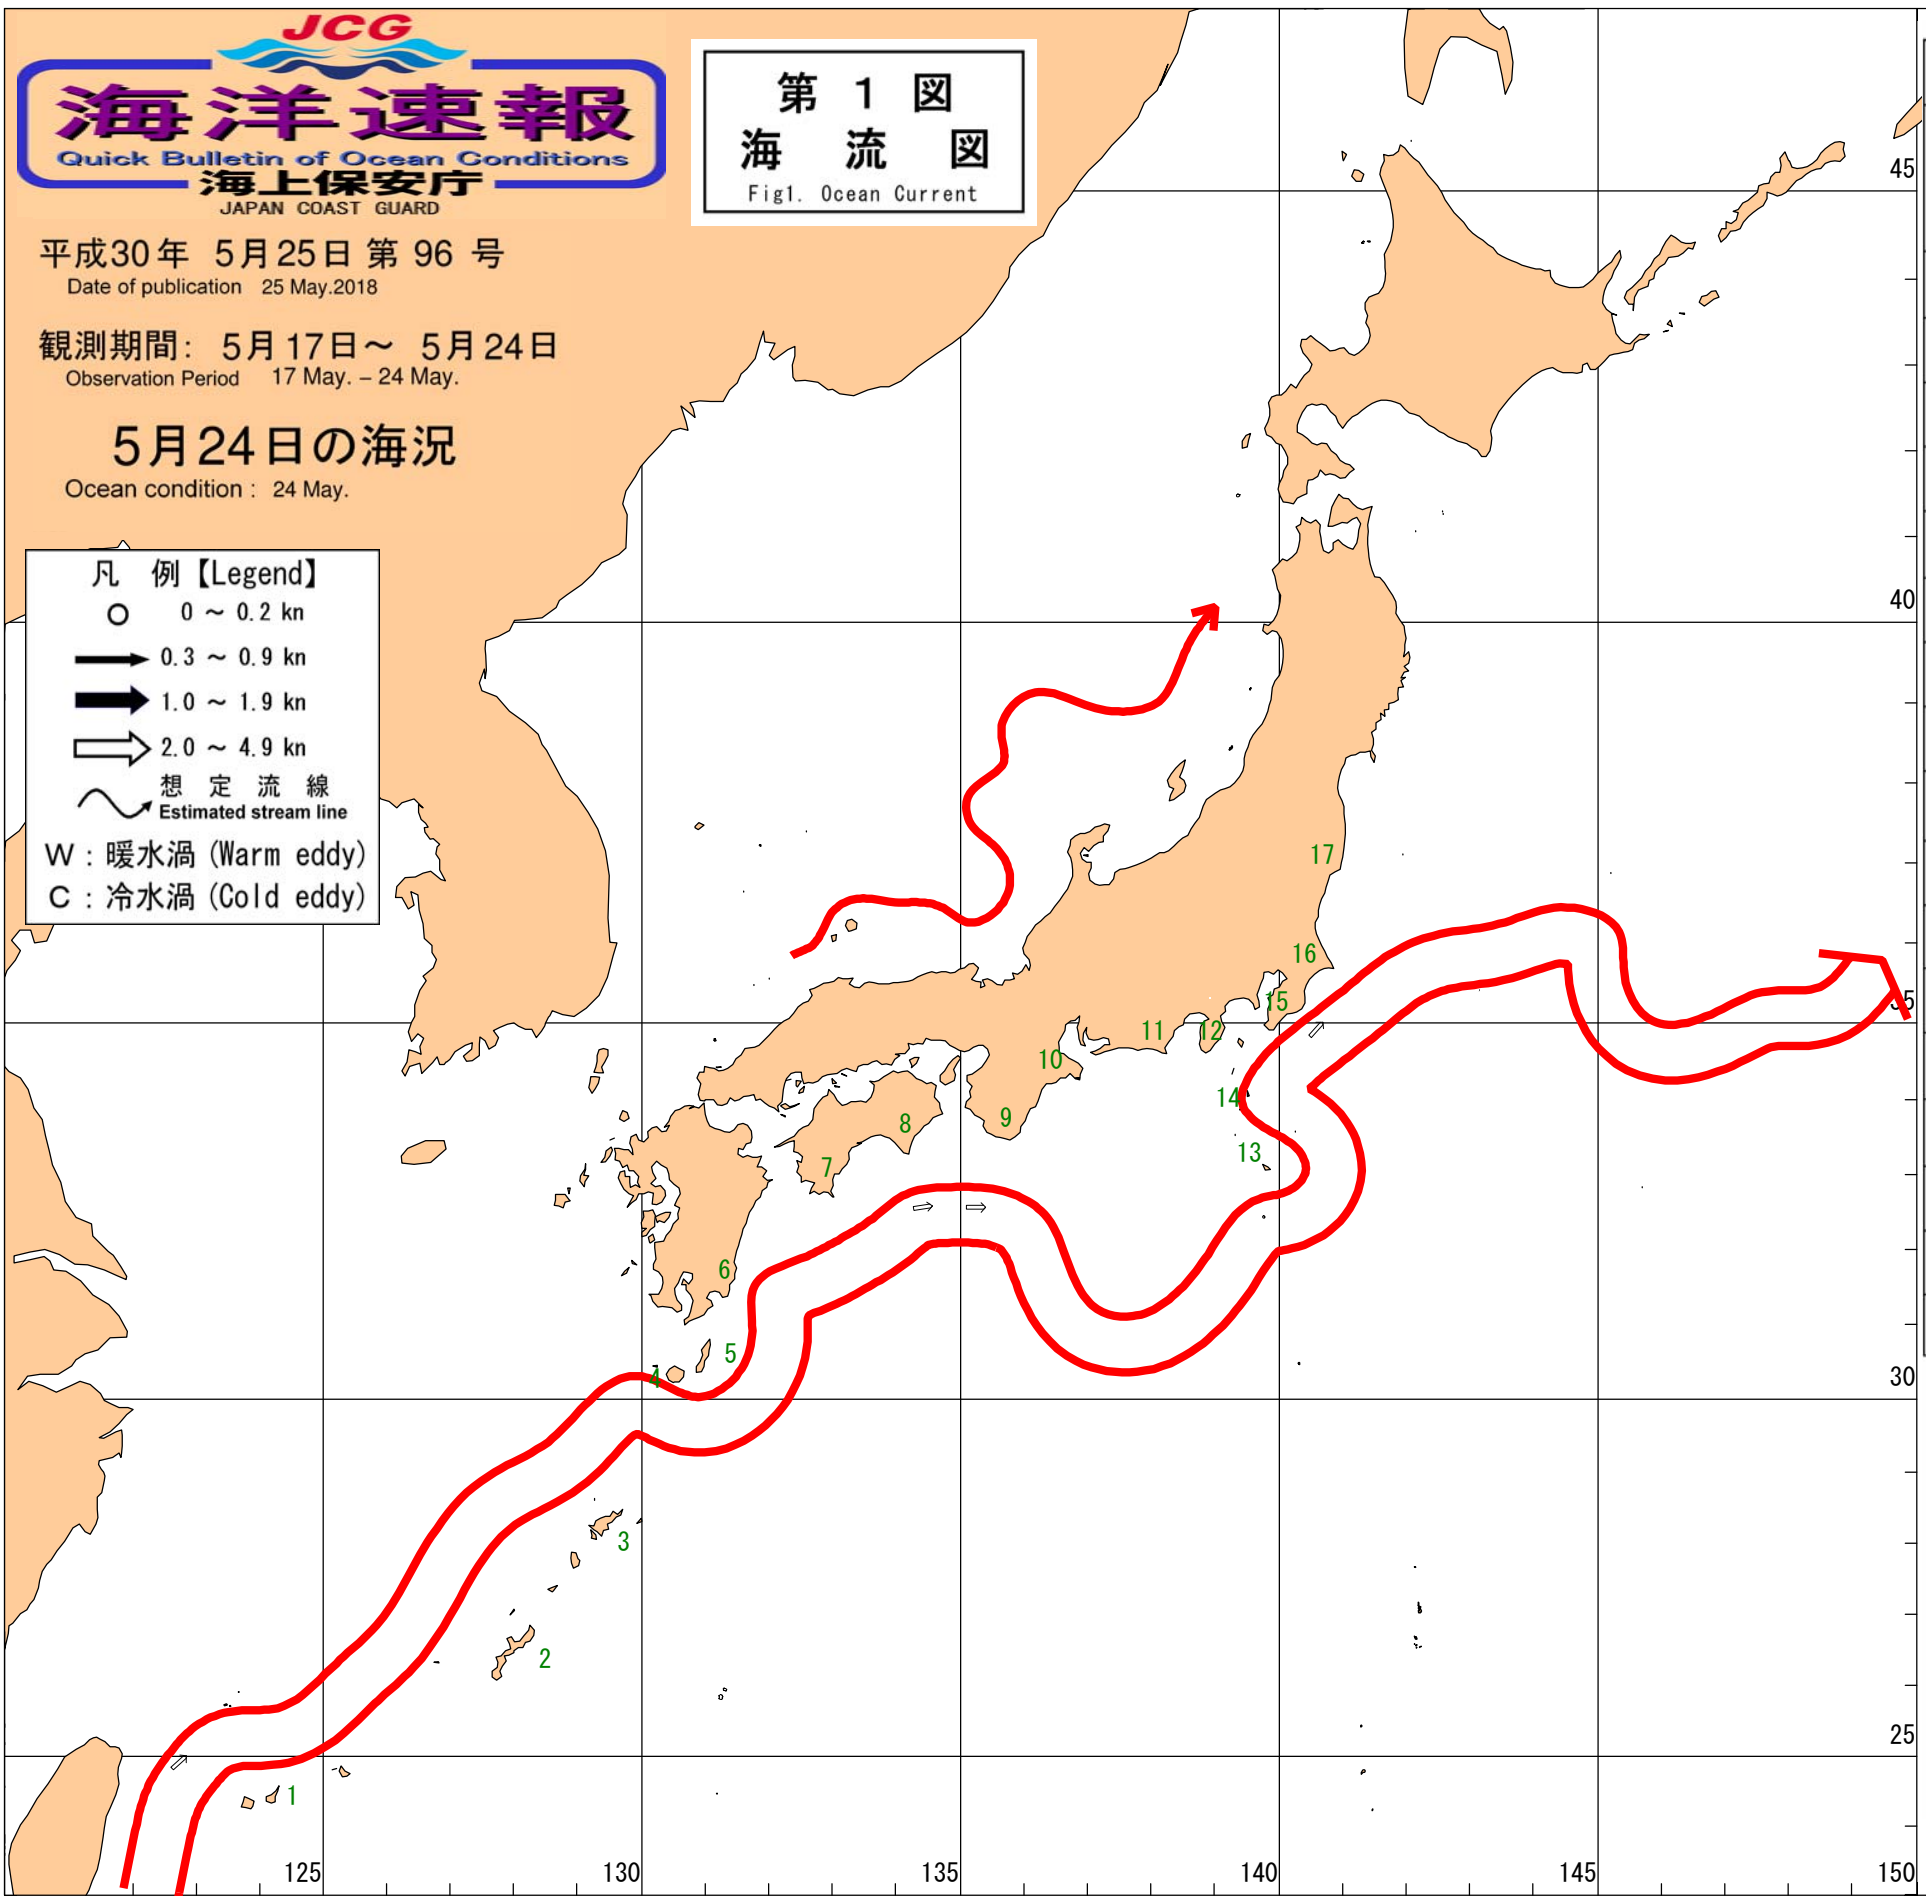 JCG
海洋速報
Quick Bulletin of Ocean Conditions
海上保安庁
JAPAN COAST GUARD
平成30年 5月25日 第 96 号
Date of publication 25 May.2018
観測期間: 5月17日～ 5月24日
Observation Period 17 May. – 24 May.
5月24日の海況
Ocean condition : 24 May.
第 1 図
海 流 図
Fig1. Ocean Current
凡 例【Legend】
0 ～ 0.2 kn
0.3 ～ 0.9 kn
1.0 ～ 1.9 kn
2.0 ～ 4.9 kn
想 定 流 線
Estimated stream line
W : 暖水渦 (Warm eddy)
C : 冷水渦 (Cold eddy)
45
40
35
30
25
17
16
15
14
13
12
11
10
9
8
7
6
5
4
3
2
1
125
130
135
140
145
150